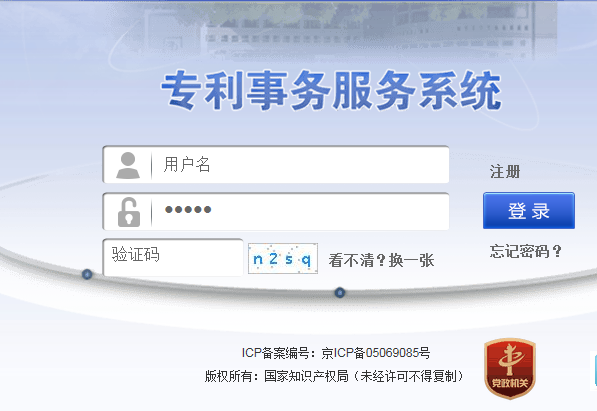 专利事务服务系统
用户名
注册
•••••
登 录
验证码
n2sq
看不清？换一张
忘记密码？
ICP备案编号：京ICP备05069085号
版权所有：国家知识产权局（未经许可不得复制）
党政机关